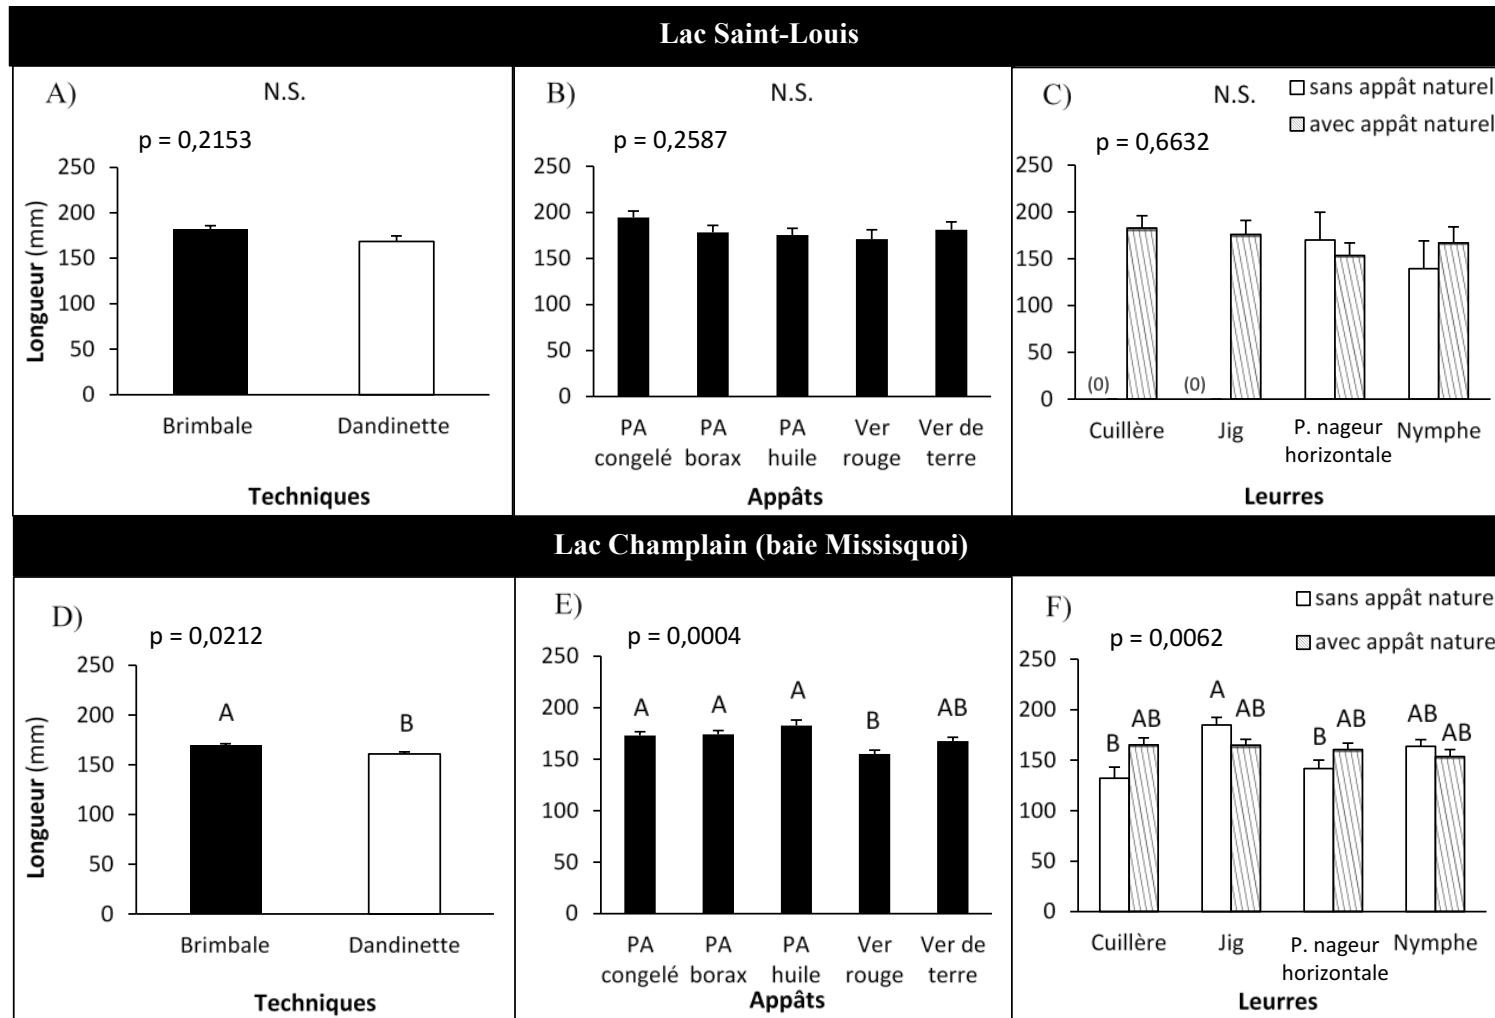 Lac Saint-Louis
A)
N.S.
p = 0,2153
Longueur (mm)
250
200
150
100
50
0
Brimbale
Dandinette
Techniques
B)
N.S.
p = 0,2587
250
200
150
100
50
0
PA congelé
PA borax
PA huile
Ver rouge
Ver de terre
Appâts
C)
N.S.
sans appât naturel
avec appât naturel
p = 0,6632
250
200
150
100
50
0
(0)
(0)
Cuillère
Jig
P. nageur horizontale
Nymphe
Leurres
Lac Champlain (baie Missisquoi)
D)
p = 0,0212
Longueur (mm)
250
200
150
100
50
0
A
B
Brimbale
Dandinette
Techniques
E)
p = 0,0004
250
200
150
100
50
0
A
A
A
B
AB
PA congelé
PA borax
PA huile
Ver rouge
Ver de terre
Appâts
F)
sans appât nature
avec appât nature
p = 0,0062
250
200
150
100
50
0
B
AB
A
AB
B
AB
AB
AB
Cuillère
Jig
P. nageur horizontale
Nymphe
Leurres